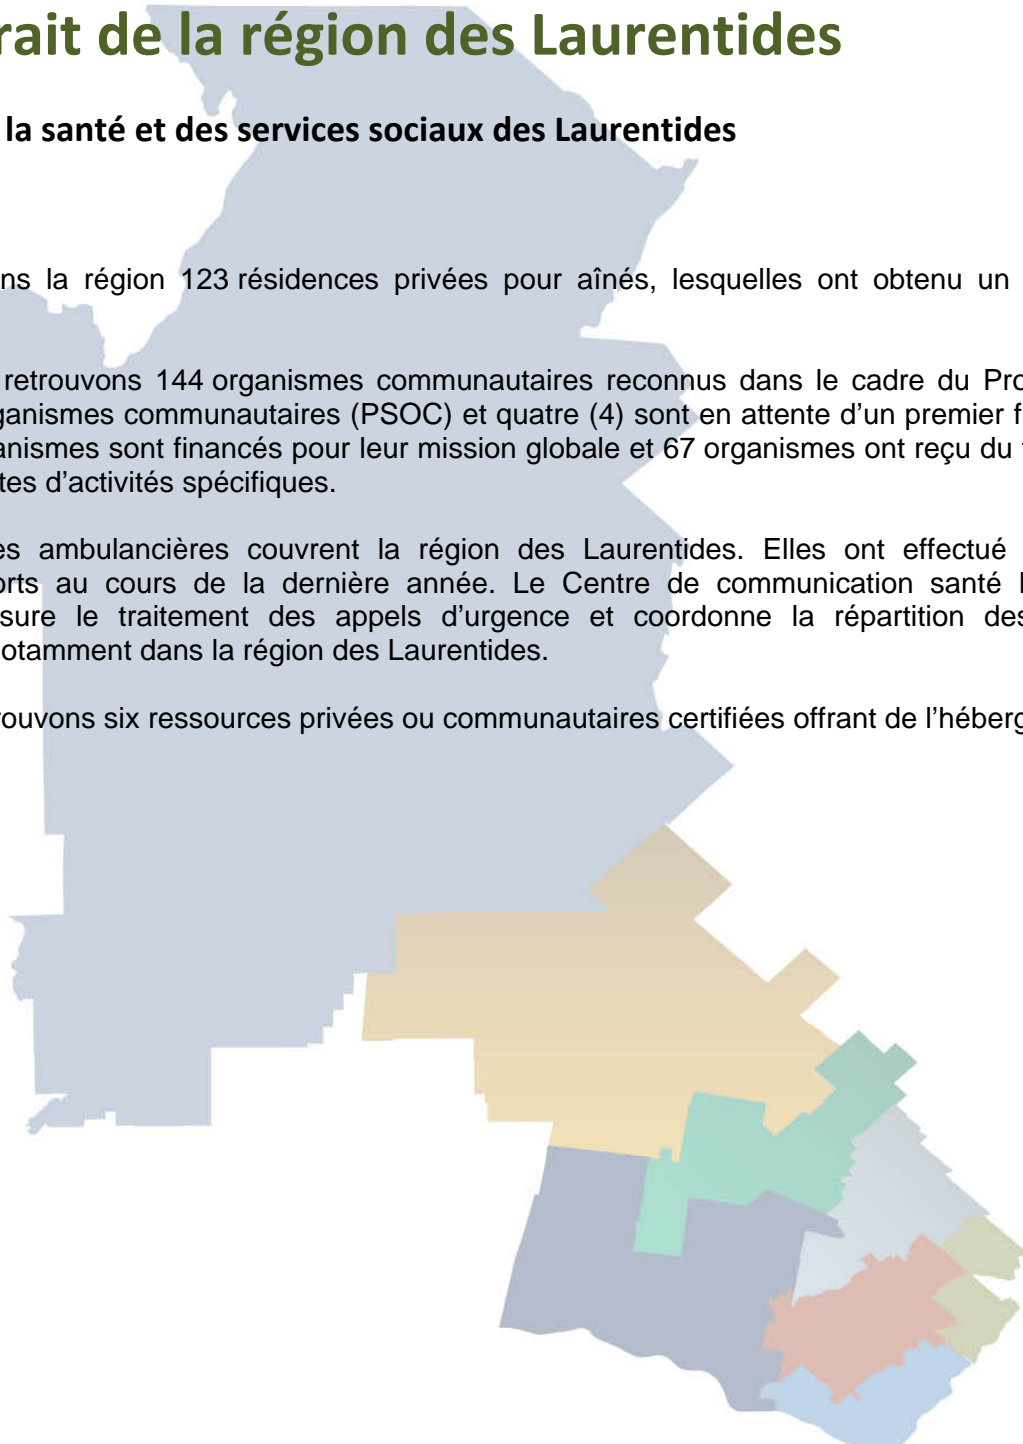 rait de la région des Laurentides
la santé et des services sociaux des Laurentides
ns la région 123 résidences privées pour aînés, lesquelles ont obtenu un
retrouvons 144 organismes communautaires reconnus dans le cadre du Pro
ganismes communautaires (PSOC) et quatre (4) sont en attente d’un premier f
anismes sont financés pour leur mission globale et 67 organismes ont reçu du
tes d’activités spécifiques.
es ambulancières couvrent la région des Laurentides. Elles ont effectué
orts au cours de la dernière année. Le Centre de communication santé
sure le traitement des appels d’urgence et coordonne la répartition des
notamment dans la région des Laurentides.
rouvons six ressources privées ou communautaires certifiées offrant de l’héberg